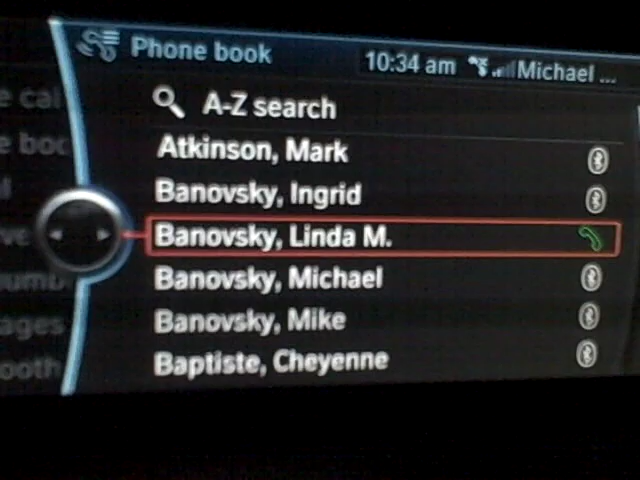 Phone book
10:34 am
Michael ...
A-Z search
Atkinson, Mark
Banovsky, Ingrid
Banovsky, Linda M.
Banovsky, Michael
Banovsky, Mike
Baptiste, Cheyenne